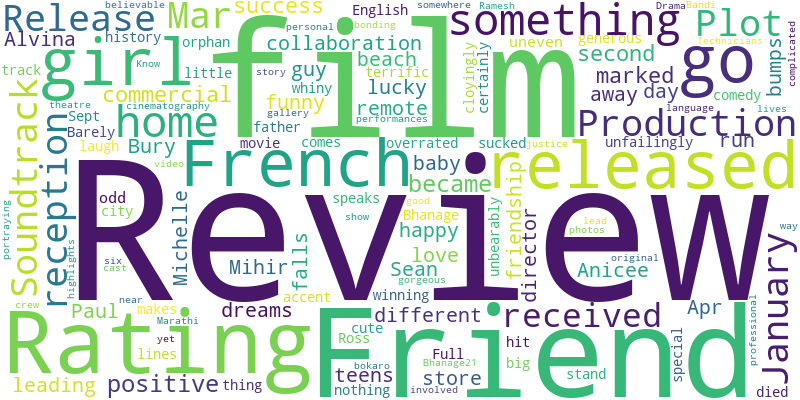 Release
Mar
success
English
somewhere
Ramesh
Drama
Bandi
believable
Alvina
history
orphan
personal
bonding
something
Plot
Technicians
complicated
girl
film
collaboration
guy
beach
cloyingly
certainly
uneven
generous
second
go
bumps
track
Know
little
story
whiny
terrific
marked
comedy
commercial
funny
lucky
remote
away
day
theatre
cinematography
gallery
performances
language
lives
Soundtrack
Sept
Barely
home
father
Production
reception
laugh
Bury
movie
comes
overrated
sucked
justice
unfailingly
run
video
French
baby
became
released
portraying
odd
city
Michelle
speaks
show
good
Bhanage
unbearably
friendship
director
lead
photos
original
way
highlights
six
cast
Review
happy
love
Sean
falls
Mihir
gorgeous
winning
Anicee
January
crew
near
makes
accent
dreams
different
received
Apr
special
professional
Paul
Marathi
yet
lines
cute
Ross
Full
hit
Rating
Friend
bokaro
teens
Bhanage21
big
stand
leading
positive
thing
nothing
involved
store
died